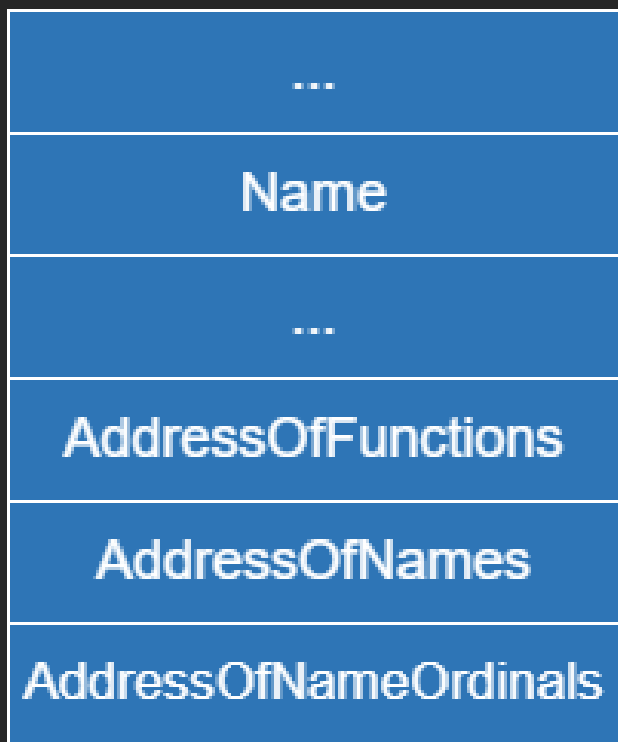 ...
Name
...
AddressOfFunctions
AddressOfNames
AddressOfNameOrdinals